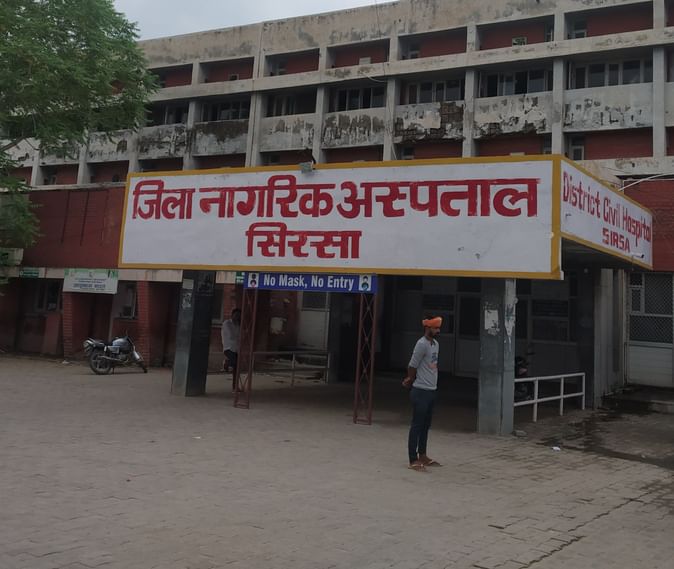 जिला नागरिक अस्पताल
सिरसा
District Civil Hospital
SIRSA
No Mask, No Entry